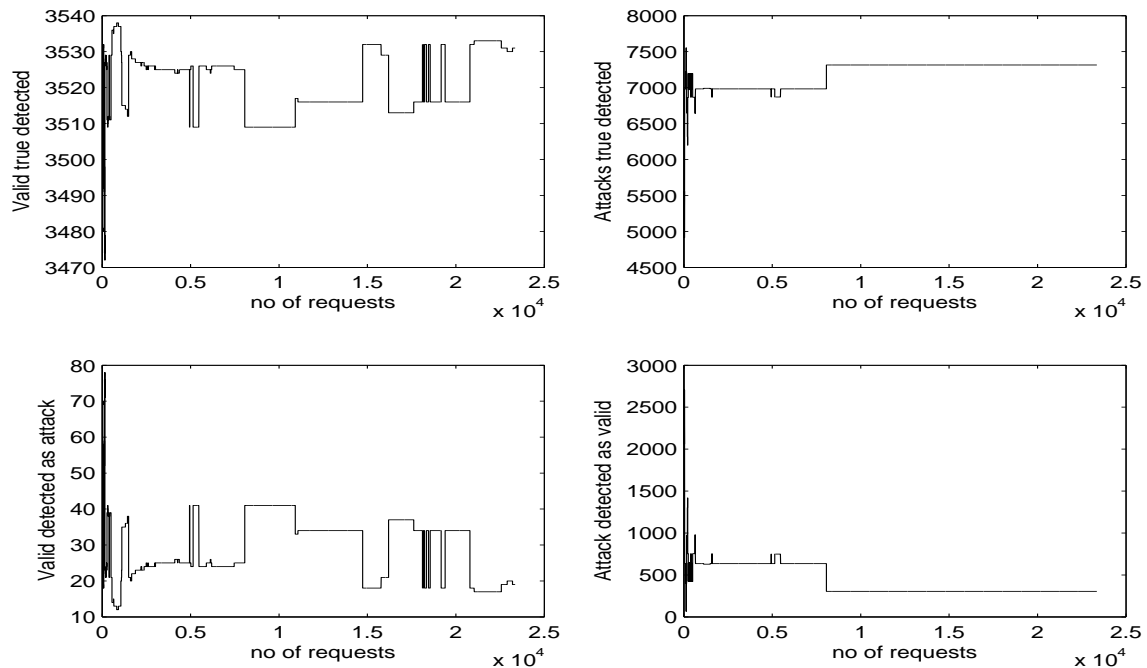 3540
3530
3520
3510
3500
3490
3480
3470
Valid true detected
0 0.5 1 1.5 2 2.5
no of requests
x 10^4
8000
7500
7000
6500
6000
5500
5000
4500
Attacks true detected
0 0.5 1 1.5 2 2.5
no of requests
x 10^4
80
70
60
50
40
30
20
10
Valid detected as attack
0 0.5 1 1.5 2 2.5
no of requests
x 10^4
3000
2500
2000
1500
1000
500
0
Attack detected as valid
0 0.5 1 1.5 2 2.5
no of requests
x 10^4